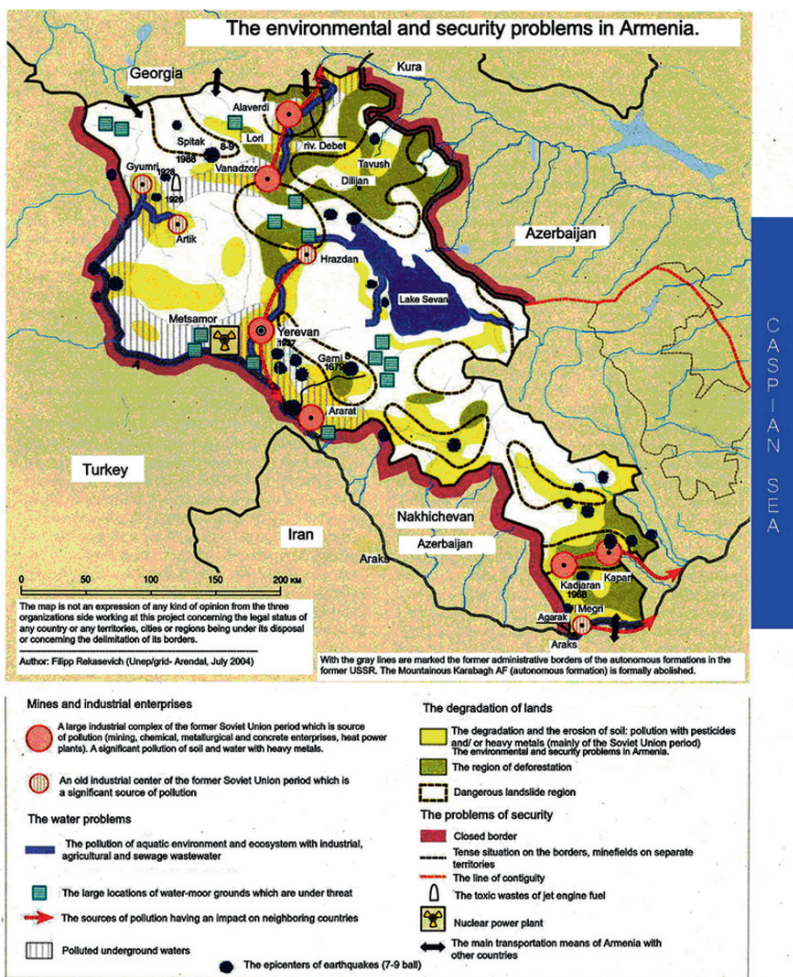 The environmental and security problems in Armenia.
Georgia
Kura
Alaverdi
Lori
riv. Debet
Spitak
8-9
1988
Vanadzor
Tavush
Dilijan
Gyumri
1926
1926
Artik
Azerbaijan
Hrazdan
Lake Sevan
Metsamor
Yerevan
Garni
1679
Ararat
CASPIAN SEA
Turkey
Iran
Nakhichevan
Azerbaijan
Araks
Kadjaran
1968
Kapan
Megri
Agarak
Araks
0 50 100 150 200 KM
The map is not an expression of any kind of opinion from the three
organizations side working at this project concerning the legal status of
any country or any territories, cities or regions being under its disposal
or concerning the delimitation of its borders.
Author: Filipp Rekasevich (Unep/grid- Arendal, July 2004)
With the gray lines are marked the former administrative borders of the autonomous formations in the
former USSR. The Mountainous Karabagh AF (autonomous formation) is formally abolished.
Mines and industrial enterprises
A large industrial complex of the former Soviet Union period which is source
of pollution (mining, chemical, metallurgical and concrete enterprises, heat power
plants). A significant pollution of soil and water with heavy metals.
An old industrial center of the former Soviet Union period which is
a significant source of pollution
The water problems
The pollution of aquatic environment and ecosystem with industrial,
agricultural and sewage wastewater
The large locations of water-moor grounds which are under threat
The sources of pollution having an impact on neighboring countries
Polluted underground waters
The epicenters of earthquakes (7-9 ball)
The degradation of lands
The degradation and the erosion of soil: pollution with pesticides
and/ or heavy metals (mainly of the Soviet Union period)
The environmental and security problems in Armenia.
The region of deforestation
Dangerous landslide region
The problems of security
Closed border
Tense situation on the borders, minefields on separate
territories
The line of contiguity
The toxic wastes of jet engine fuel
Nuclear power plant
The main transportation means of Armenia with
other countries